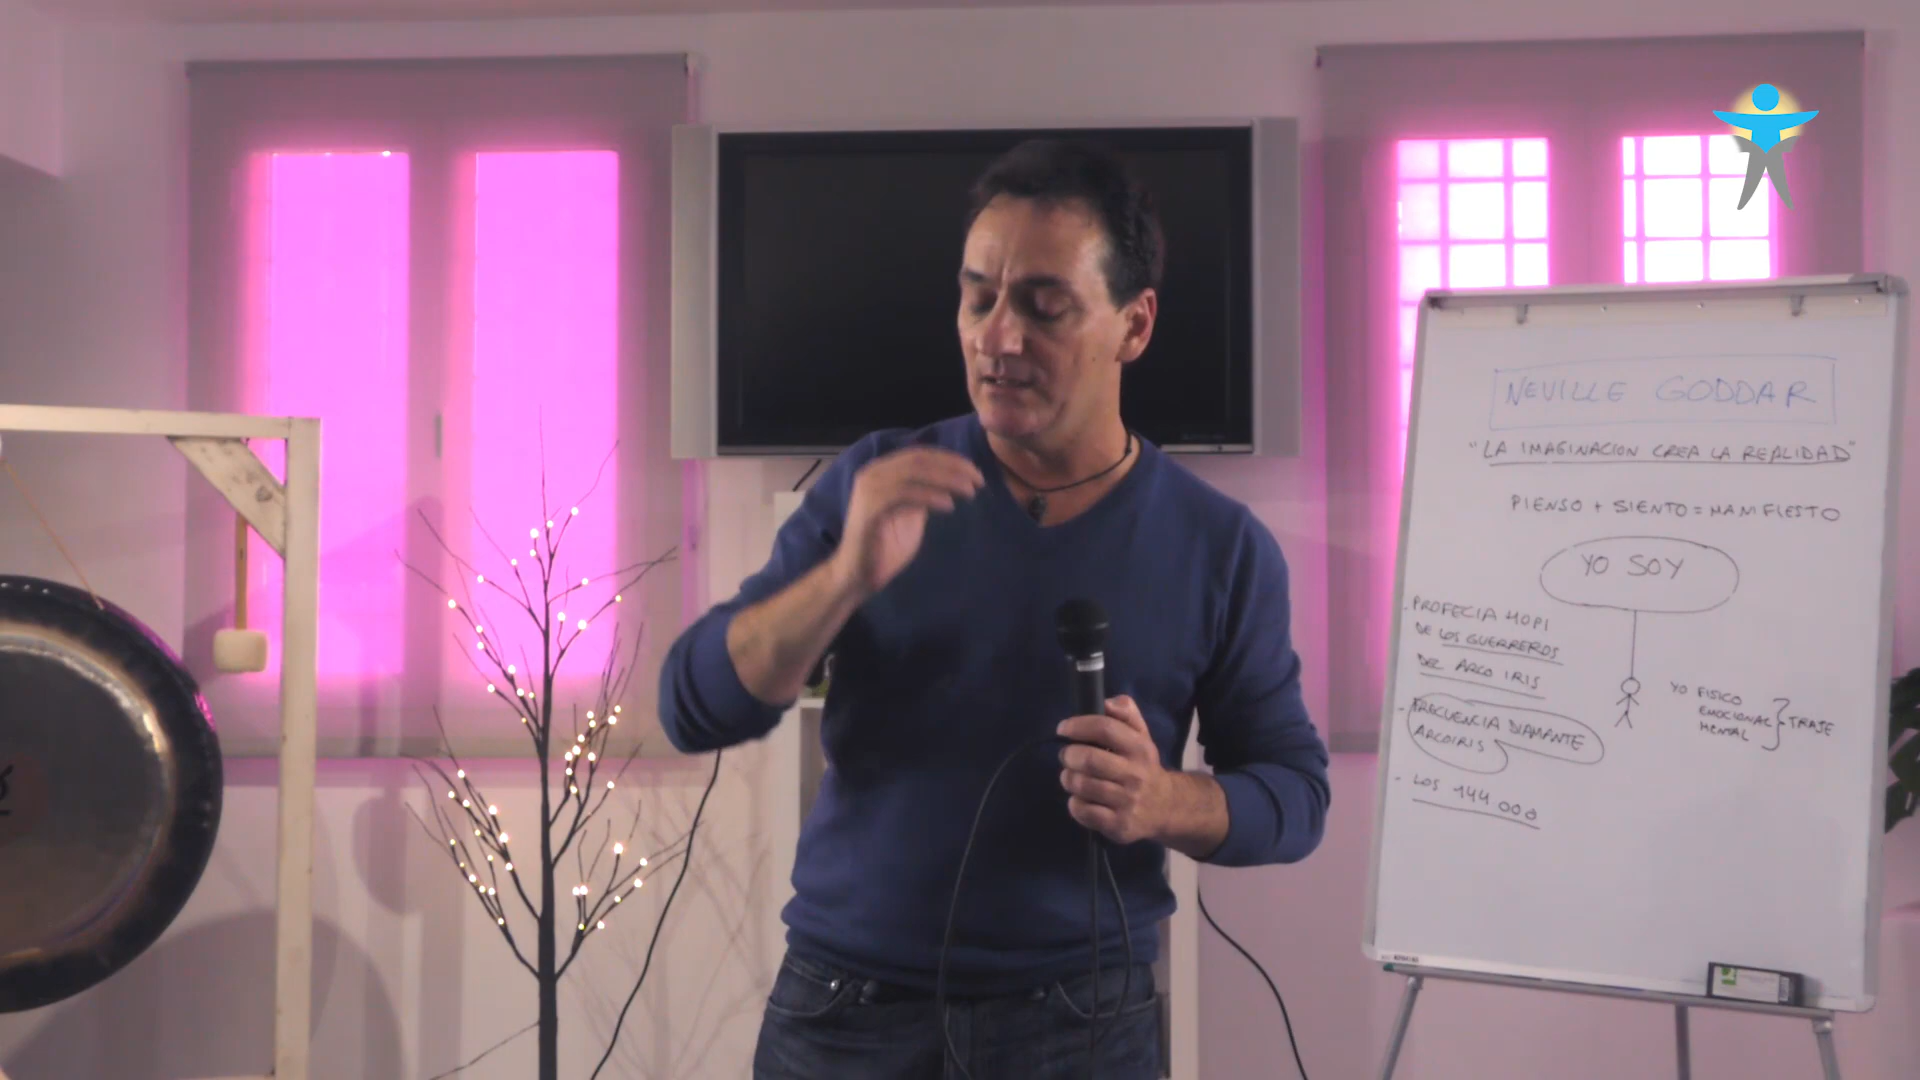 NEVILLE GODDAR
"LA IMAGINACION CREA LA REALIDAD"
PIENSO + SIENTO = MANIFIESTO
YO SOY
- PROFECIA HOPI
DE LOS GUERREROS
DEL ARCO IRIS
YO FISICO
EMOCIONAL
MENTAL
TRAJE
- FRECUENCIA DIAMANTE
ARCOIRIS
- LOS 144 000